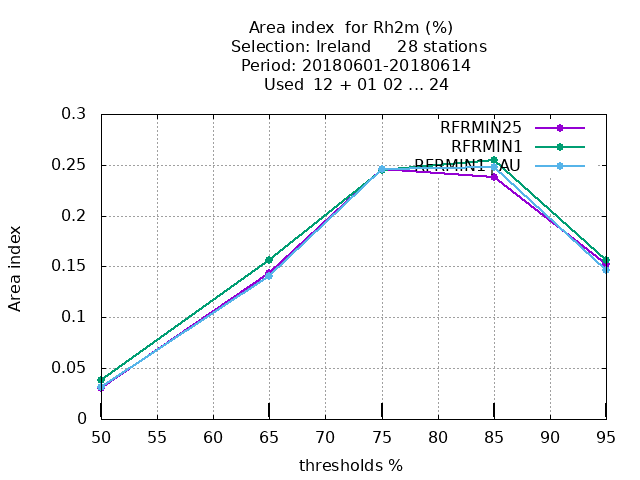 Area index  for Rh2m (%)
Selection: Ireland     28 stations
Period: 20180601-20180614
Used  12 + 01 02 ... 24
0.3
0.25
0.2
0.15
0.1
0.05
0
Area index
RFRMIN25
RFRMIN1
50 55 60 65 70 75 80 85 90 95
thresholds %